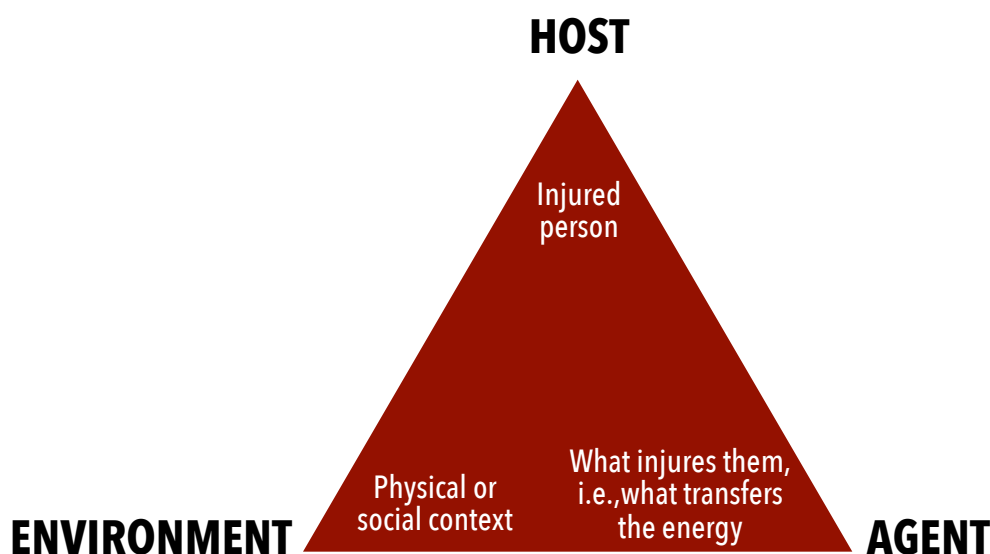 HOST
Injured
person
Physical or
social context
What injures them,
i.e.,what transfers
the energy
ENVIRONMENT
AGENT